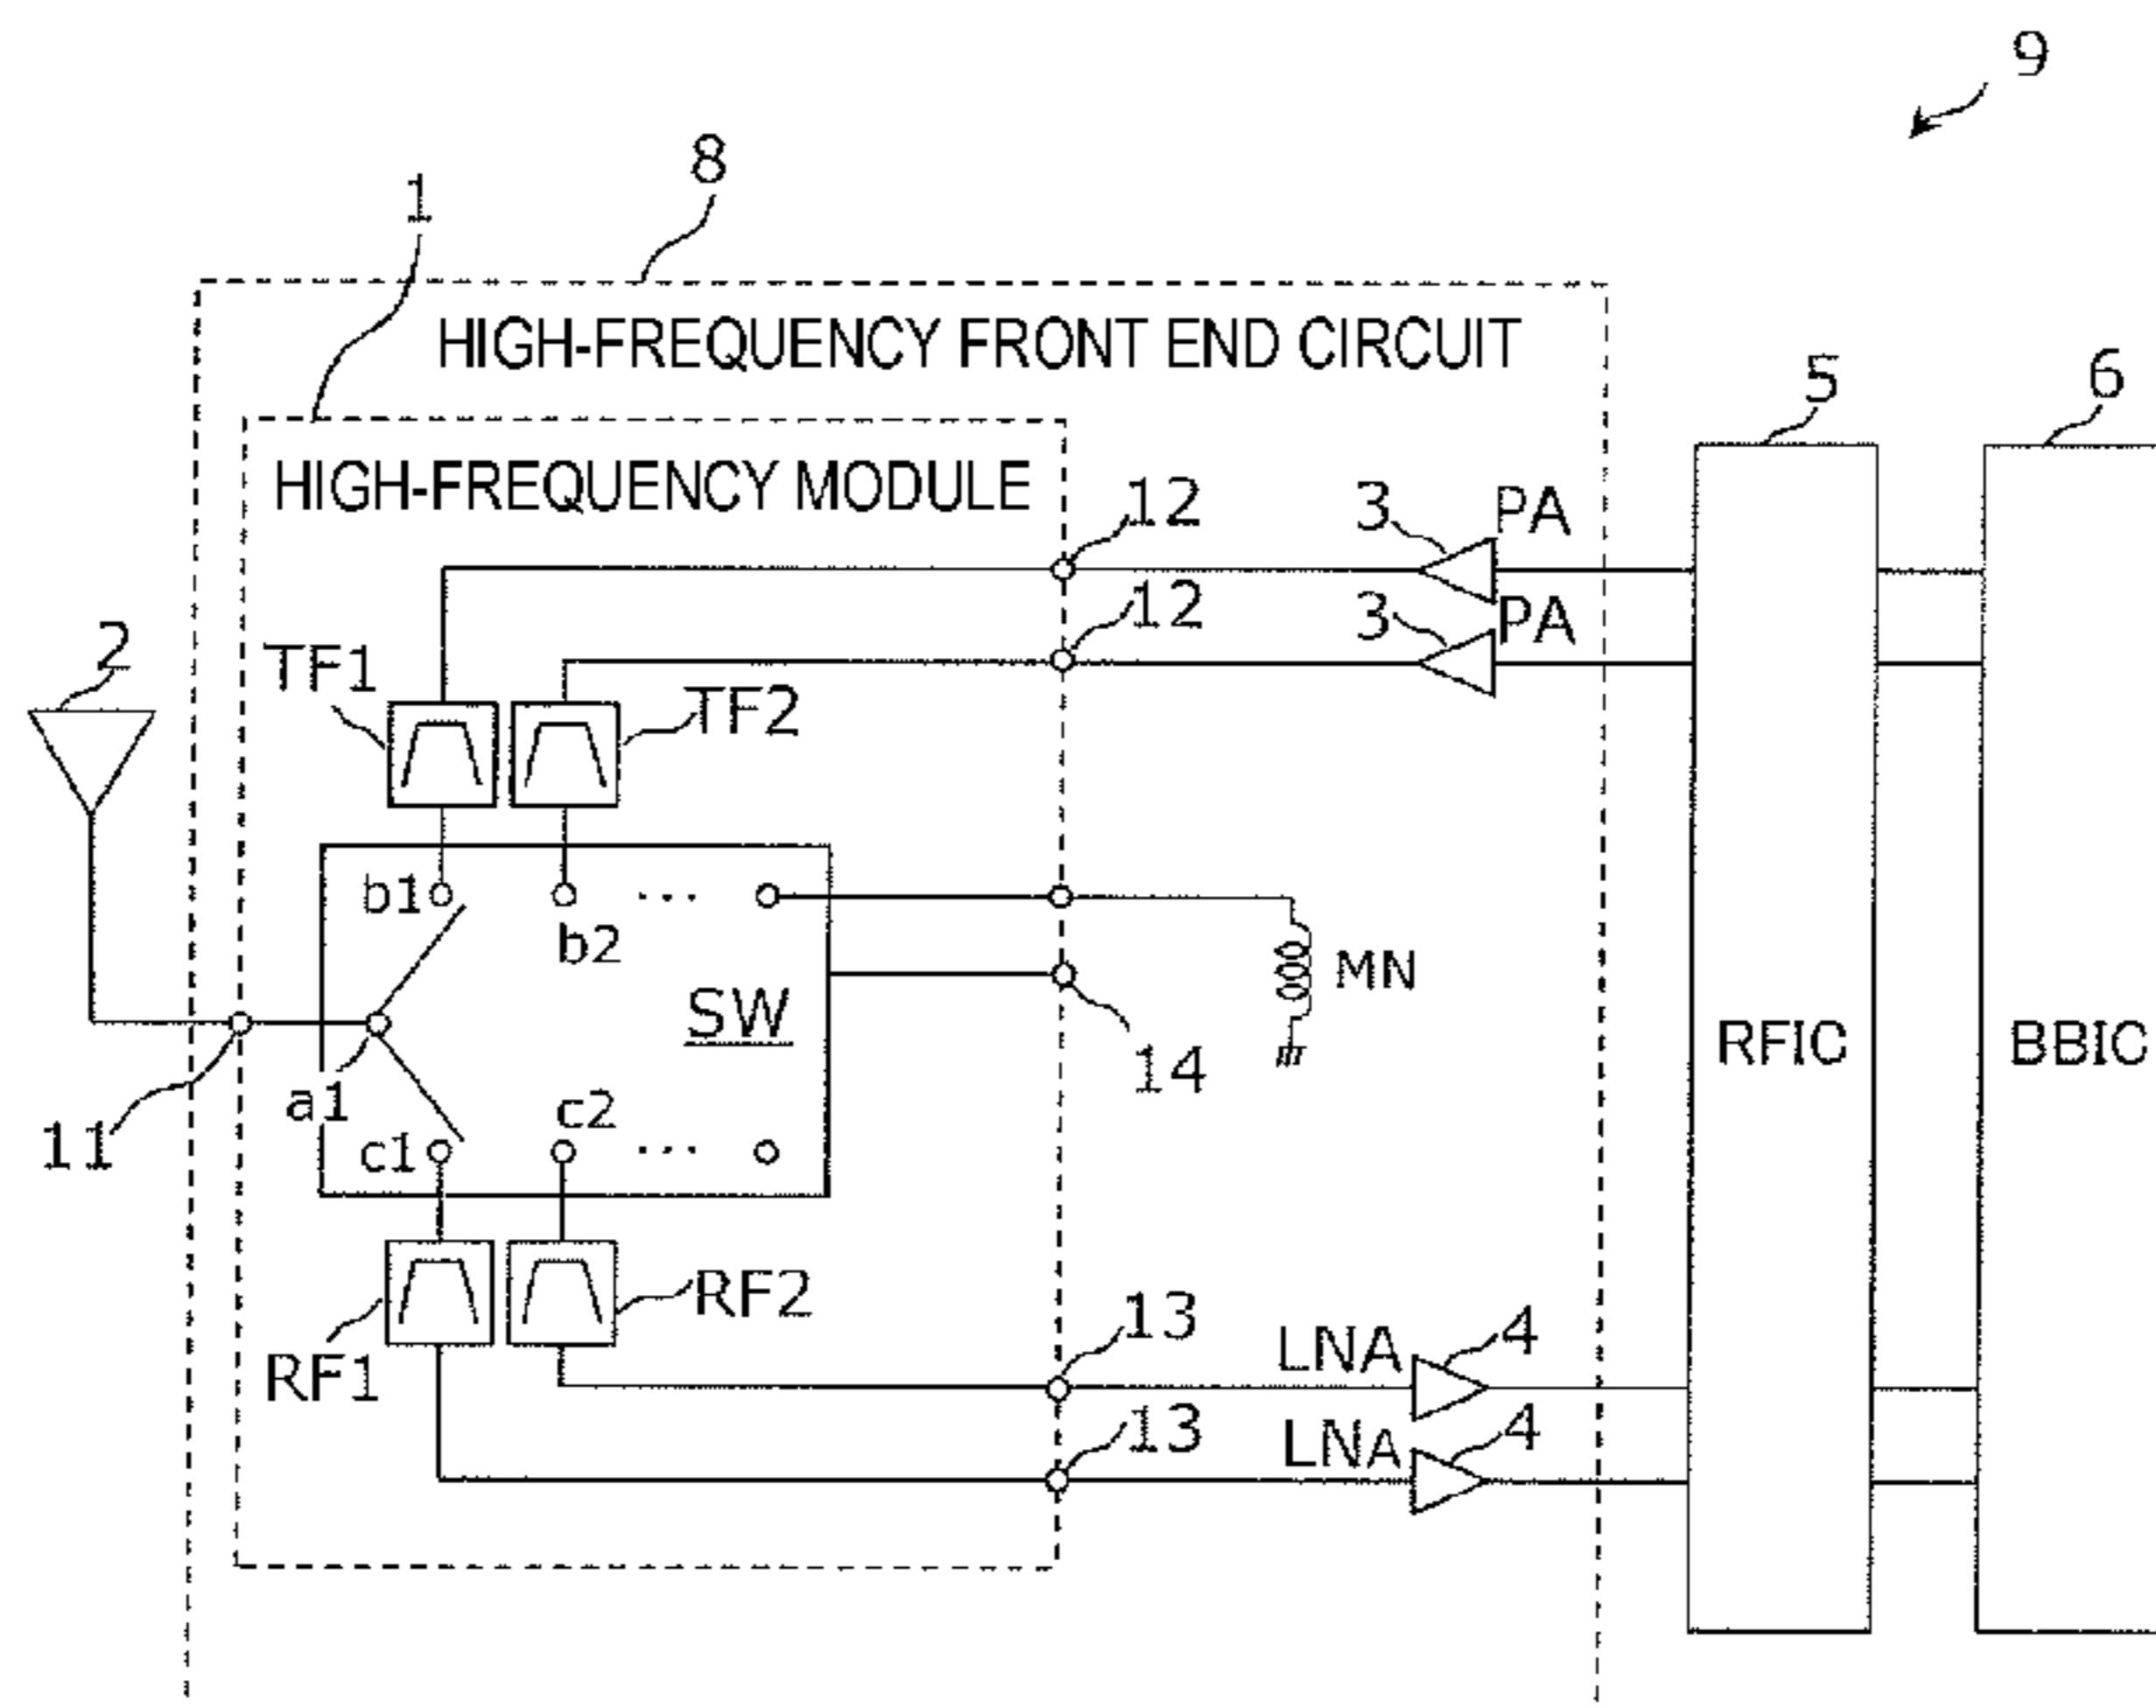 9
8
1
HIGH-FREQUENCY FRONT END CIRCUIT
5
6
HIGH-FREQUENCY MODULE
12
3
PA
12
3
PA
2
TF1
TF2
b1
...
b2
MN
SW
RFIC
BBIC
14
a1
11
c2
c1
...
RF2
13
LNA
4
RF1
13
LNA
4